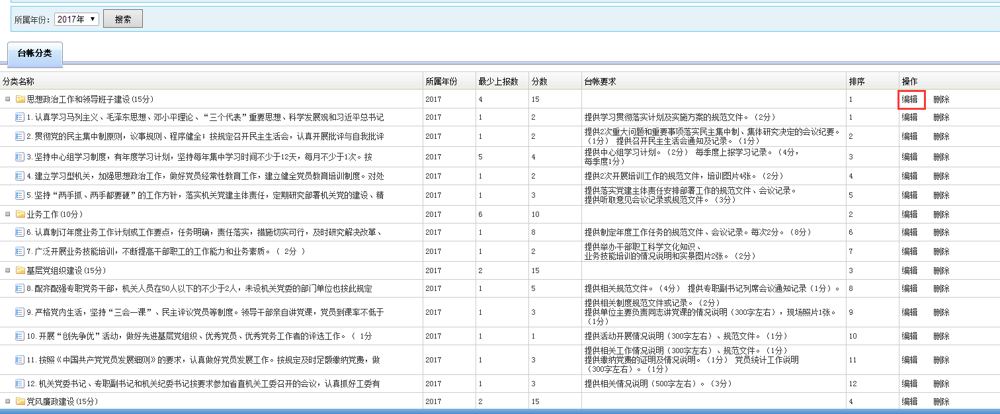 所属年份： 2017年 ▼ 搜索
台帐分类
分类名称 所属年份 最少上报数 分数 台帐要求 排序 操作
思想政治工作和领导班子建设(15分) 2017 4 15 1 编辑 删除
1. 认真学习马列主义、毛泽东思想、邓小平理论、“三个代表”重要思想、科学发展观和习近平总书记 2017 1 2 提供学习贯彻落实计划及实施方案的规范文件。（2分） 1 编辑 删除
2. 贯彻党的民主集中制原则，议事规则、程序健全；按规定召开民主生活会，认真开展批评与自我批评 2017 1 2 提供2次重大问题和重要事项落实民主集中制、集体研究决定的会议纪要。
（1分） 提供召开民主生活会通知及记录。（1分） 2 编辑 删除
3. 坚持中心组学习制度，有年度学习计划，坚持每年集中学习时间不少于12天，每月不少于1次。按 2017 5 4 提供中心组学习计划。（2分） 每季度上报学习记录。（4分，
每季度1分） 3 编辑 删除
4. 建立学习型机关，加强思想政治工作，做好党员经常性教育工作，建立健全党员教育培训制度。对处 2017 1 2 提供2次开展培训工作的规范文件，培训图片4张。（2分） 4 编辑 删除
5. 坚持“两手抓、两手都要硬”的工作方针，落实机关党建主体责任，定期研究部署机关党的建设、精 2017 1 3 提供落实党建主体责任安排部署工作的规范文件、会议记录。
提供听取意见会议记录或规范文件。（3分） 5 编辑 删除
业务工作(10分) 2017 6 10 2 编辑 删除
6. 认真制订年度业务工作计划或工作要点，任务明确，责任落实，措施切实可行，及时研究解决改革、 2017 1 8 提供制定年度工作任务的规范文件、会议记录。每次2分。（8分） 6 编辑 删除
7. 广泛开展业务技能培训，不断提高干部职工的工作能力和业务素质。（ 2分 ） 2017 1 2 提供举办干部职工科学文化知识、
业务技能培训的情况说明和实景图片2张。（2分） 7 编辑 删除
基层党组织建设(15分) 2017 2 15 3 编辑 删除
8. 配齐配强专职党务干部，机关人员在50人以下的不少于2人，未设机关党委的部门单位也按此规定 2017 1 5 提供相关规范文件。（4分） 提供专职副书记列席会议通知记录（1分）。 8 编辑 删除
9. 严格党内生活，坚持“三会一课”、民主评议党员等制度。领导干部亲自讲党课，党员到课率不低于 2017 1 3 提供相关制度规范文件或记录。（2分）
提供单位主要负责同志讲党课的情况说明（300字左右），现场照片1张。
（1分） 9 编辑 删除
10. 开展“创先争优”活动，做好先进基层党组织、优秀党员、优秀党务工作者的评选工作。（ 1分 2017 1 1 提供活动开展情况说明（300字左右）、规范文件。（1分） 10 编辑 删除
11. 按照《中国共产党党员发展细则》的要求，认真做好党员发展工作。按规定及时足额缴纳党费，做 2017 1 3 提供相关工作情况说明（300字左右）、规范文件。（1分）
提供缴纳党费的证明及情况说明。（1分） 党员统计工作说明
（300字左右）。（1分） 11 编辑 删除
12. 机关党委书记、专职副书记和机关纪委书记按要求参加省直机关工委召开的会议，认真抓好工委有 2017 1 3 提供相关情况说明（500字左右）。（3分） 12 编辑 删除
党风廉政建设(15分) 2017 2 15 4 编辑 删除